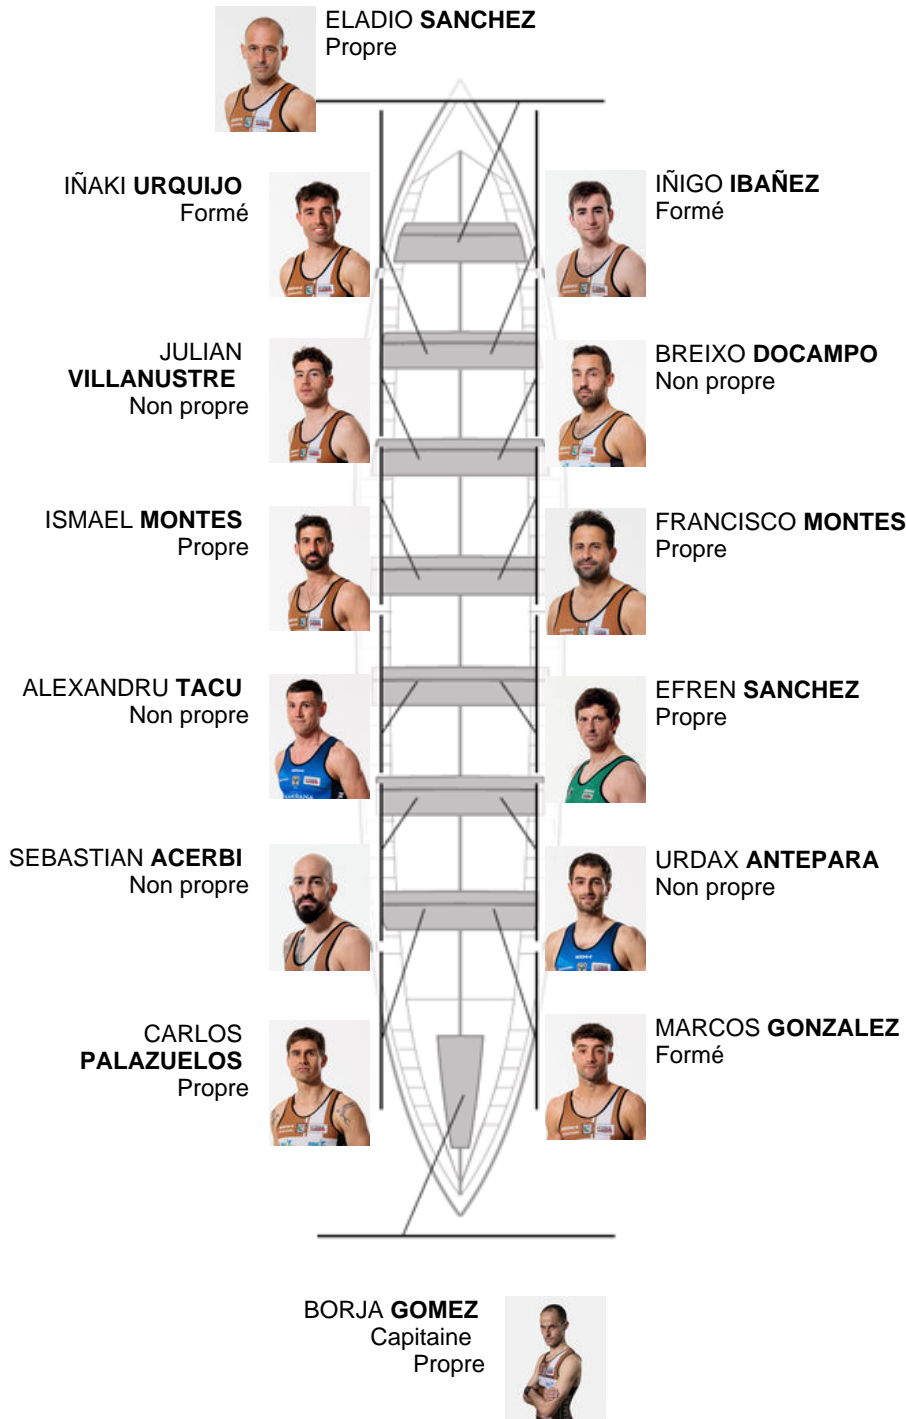 ELADIO SANCHEZ
Propre
IÑAKI URQUIJO
Formé
IÑIGO IBAÑEZ
Formé
JULIAN
VILLANUSTRE
Non propre
BREIXO DOCAMPO
Non propre
ISMAEL MONTES
Propre
FRANCISCO MONTES
Propre
ALEXANDRU TACU
Non propre
EFREN SANCHEZ
Propre
SEBASTIAN ACERBI
Non propre
URDAX ANTEPARA
Non propre
CARLOS
PALAZUELOS
Propre
MARCOS GONZALEZ
Formé
BORJA GOMEZ
Capitaine
Propre